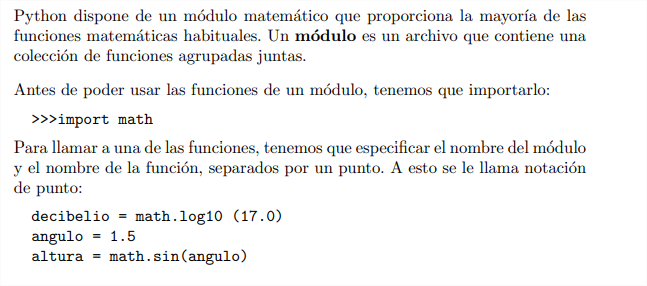 Python dispone de un módulo matemático que proporciona la mayoría de las
funciones matemáticas habituales. Un módulo es un archivo que contiene una
colección de funciones agrupadas juntas.
Antes de poder usar las funciones de un módulo, tenemos que importarlo:
>>>import math
Para llamar a una de las funciones, tenemos que especificar el nombre del módulo
y el nombre de la función, separados por un punto. A esto se le llama notación
de punto:
decibelio = math.log10 (17.0)
angulo = 1.5
altura = math.sin(angulo)